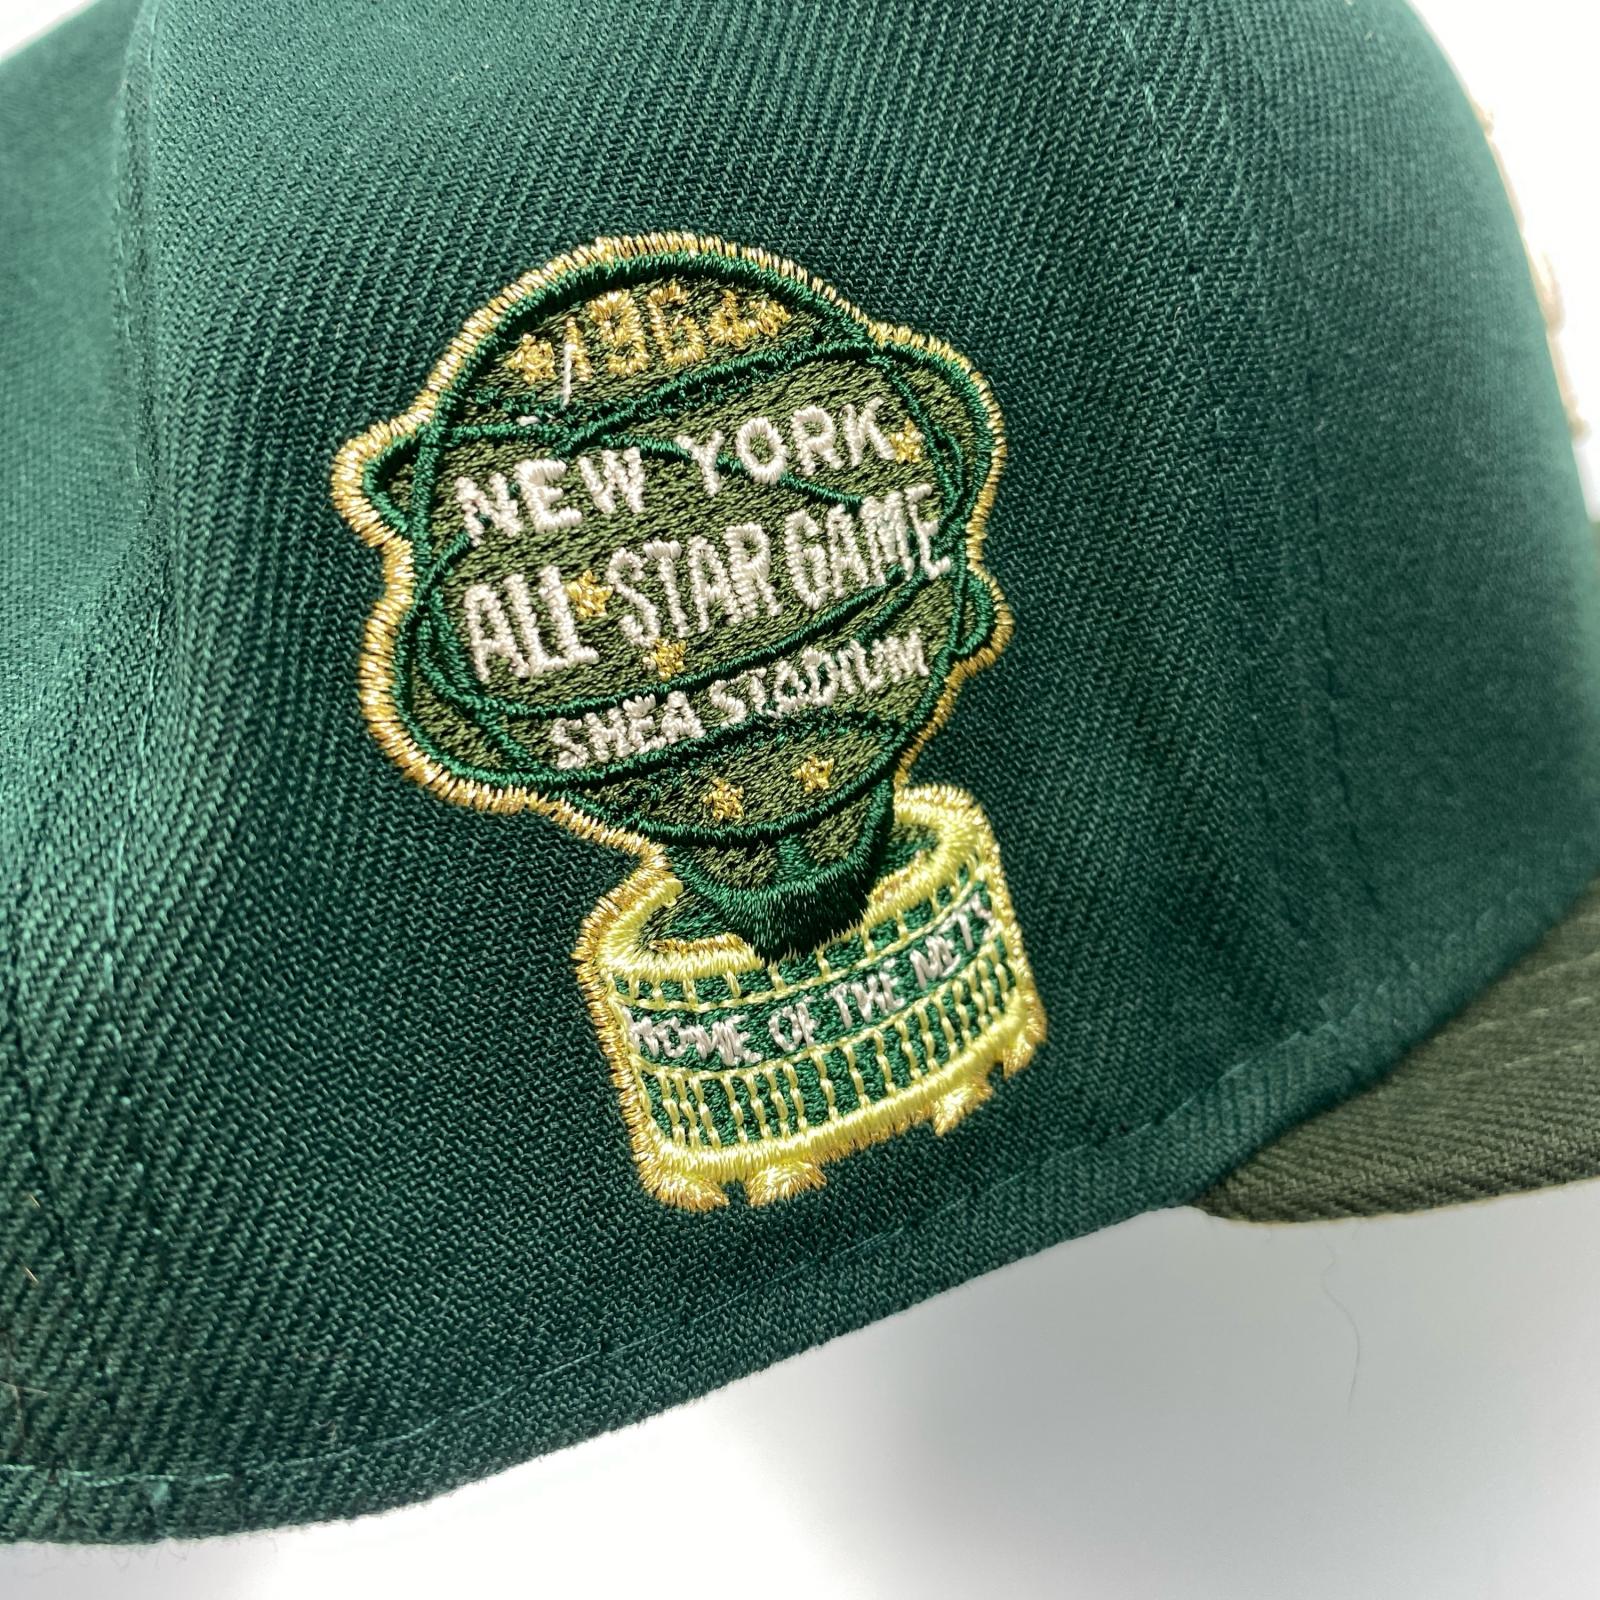 1964
NEW YORK
ALL STAR GAME
SHEA STADIUM
HOME OF THE METS